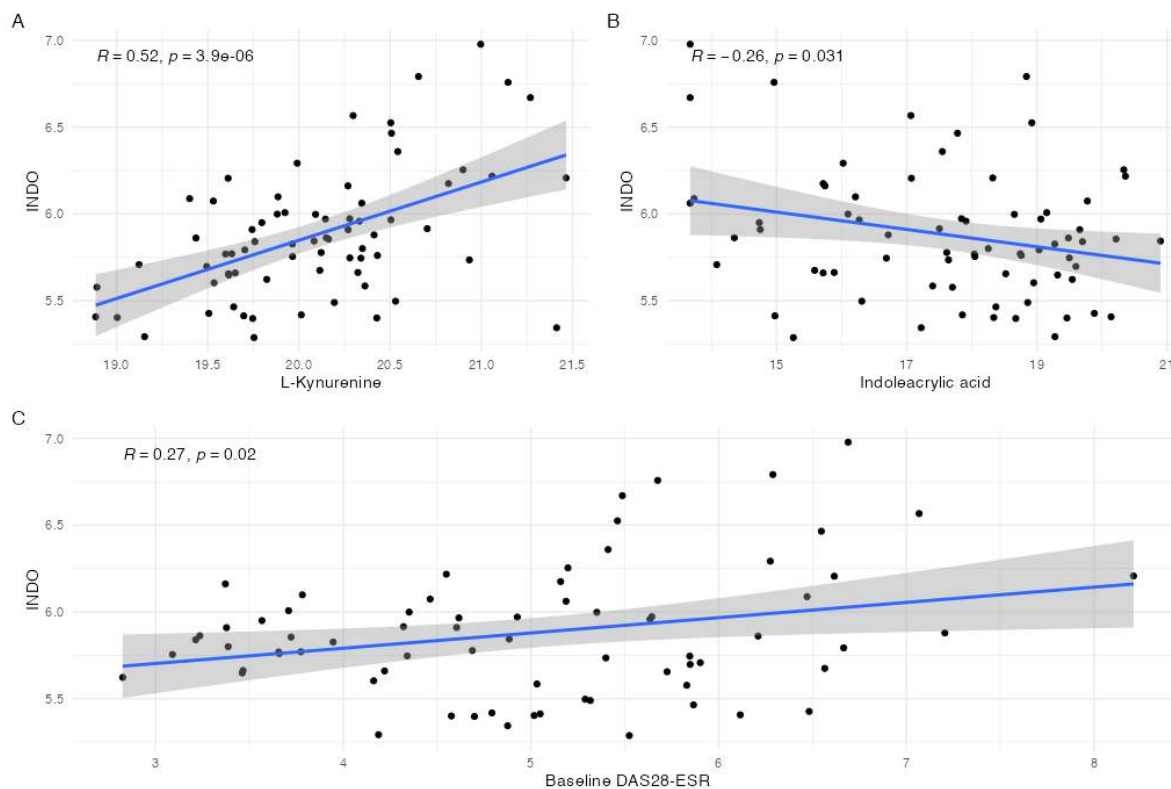 A
R = 0.52, p = 3.9e-06
7.0
6.5
6.0
5.5
INDO
19.0 19.5 20.0 20.5 21.0 21.5
L-Kynurenine
B
R = −0.26, p = 0.031
7.0
6.5
6.0
5.5
INDO
15 17 19 21
Indoleacrylic acid
C
R = 0.27, p = 0.02
7.0
6.5
6.0
5.5
INDO
3 4 5 6 7 8
Baseline DAS28-ESR